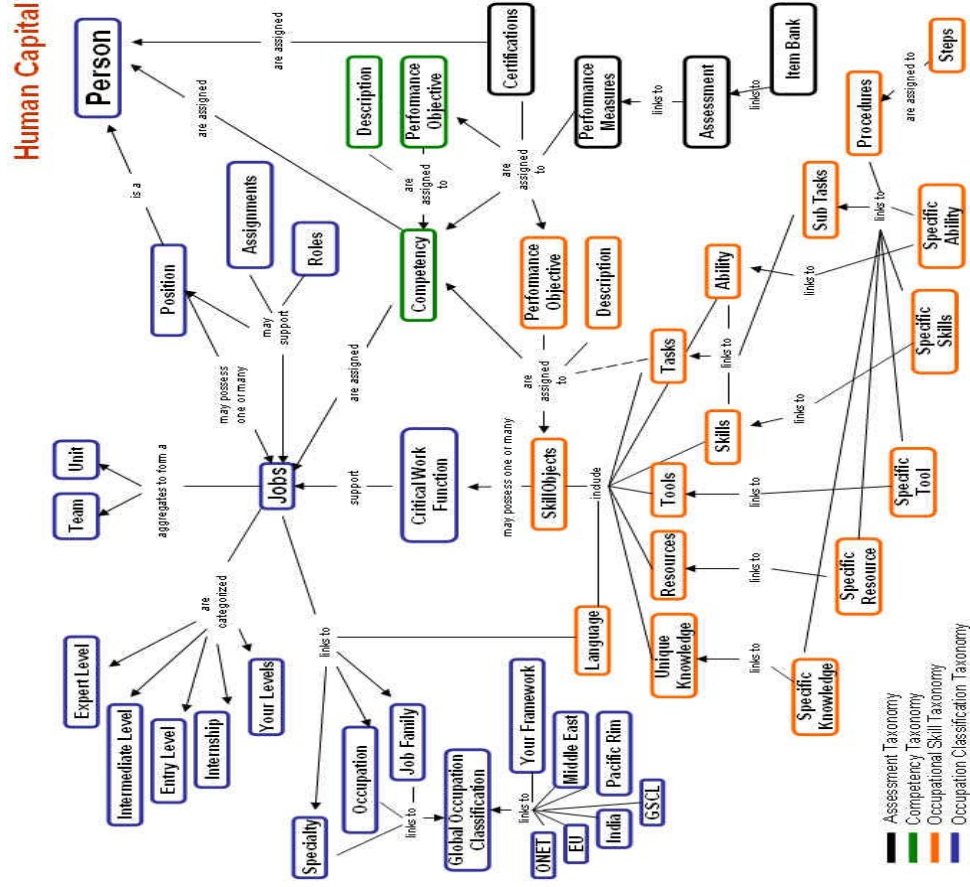 Human Capital
Expert Level
Intermediate Level
Entry Level
Internship
Your Levels
are
categorized
Team
Unit
aggregates to form a
Person
Position
is a
are assigned
are assigned
Assignments
Roles
may
support
may possess
one or many
Jobs
links to
Specialty
Occupation
Job Family
links to
Global Occupation
Classification
Your Framework
links to
ONET
EU
India
GSCL
Middle East
Pacific Rim
support
Critical Work
Function
are assigned
Competency
Description
Performance
Objective
are
assigned
to
Certifications
are
assigned
to
Performance
Measures
links to
Assessment
links to
Item Bank
may possess one or many
SkillObjects
are
assigned
to
Performance
Objective
Description
include
Language
Unique
Knowledge
Resources
Tools
Skills
Tasks
Ability
links to
Sub Tasks
Procedures
are assigned to
Steps
links to
links to
links to
links to
links to
links to
Specific
Knowledge
Specific
Resource
Specific
Tool
Specific
Skills
Specific
Ability
Assessment Taxonomy
Competency Taxonomy
Occupational Skill Taxonomy
Occupation Classification Taxonomy